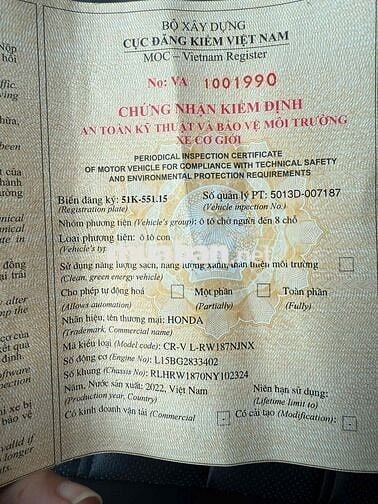 BỘ XÂY DỰNG
CỤC ĐĂNG KIỂM VIỆT NAM
MOC – Vietnam Register
No: VA 1001990
CHỨNG NHẬN KIỂM ĐỊNH
AN TOÀN KỸ THUẬT VÀ BẢO VỆ MÔI TRƯỜNG
XE CƠ GIỚI
PERIODICAL INSPECTION CERTIFICATE
OF MOTOR VEHICLE FOR COMPLIANCE WITH TECHNICAL SAFETY
AND ENVIRONMENTAL PROTECTION REQUIREMENTS
Biển đăng ký: 51K-551.15 Số quản lý PT: 5013D-007187
(Registration plate) (Vehicle inspection No.)
Nhóm phương tiện (Vehicle's group): ô tô chở người đến 8 chỗ
Loại phương tiện: ô tô con
(Vehicle's
Sử dụng năng lượng sạch, năng lượng xanh, thân thiện môi trường
(Clean, green energy vehicle)
Cho phép tự động hoá Một phần Toàn phần
(Allows automation) (Partially) (Fully)
Nhãn hiệu, tên thương mại: HONDA
(Trademark, Commercial name)
Mã kiểu loại (Model code): CR-V L-RW187NJNX
Số động cơ (Engine No): L15BG2833402
Số khung (Chassis No): RLHRW1870NY102324
Năm, Nước sản xuất: 2022, Việt Nam Niên hạn sử dụng:
(Production year, Country) (Lifetime limit to)
Có kinh doanh vận tải (Commercial Có cải tạo (Modification):